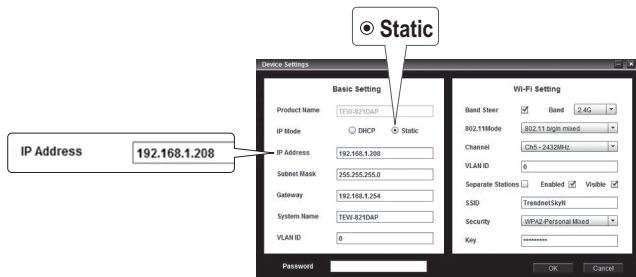 Static
Device Settings
Basic Setting
Product Name TEW-821DAP
IP Mode DHCP Static
IP Address 192.168.1.208
IP Address 192.168.1.208
Subnet Mask 255.255.255.0
Gateway 192.168.1.254
System Name TEW-821DAP
VLAN ID 0
Password
Wi-Fi Setting
Band Steer Band 2.4G
802.11Mode 802.11 b/g/n mixed
Channel Ch5 - 2432MHz
VLAN ID 0
Separate Stations Enabled Visible
SSID TrendnetSkyN
Security WPA2-Personal Mixed
Key *********
OK Cancel